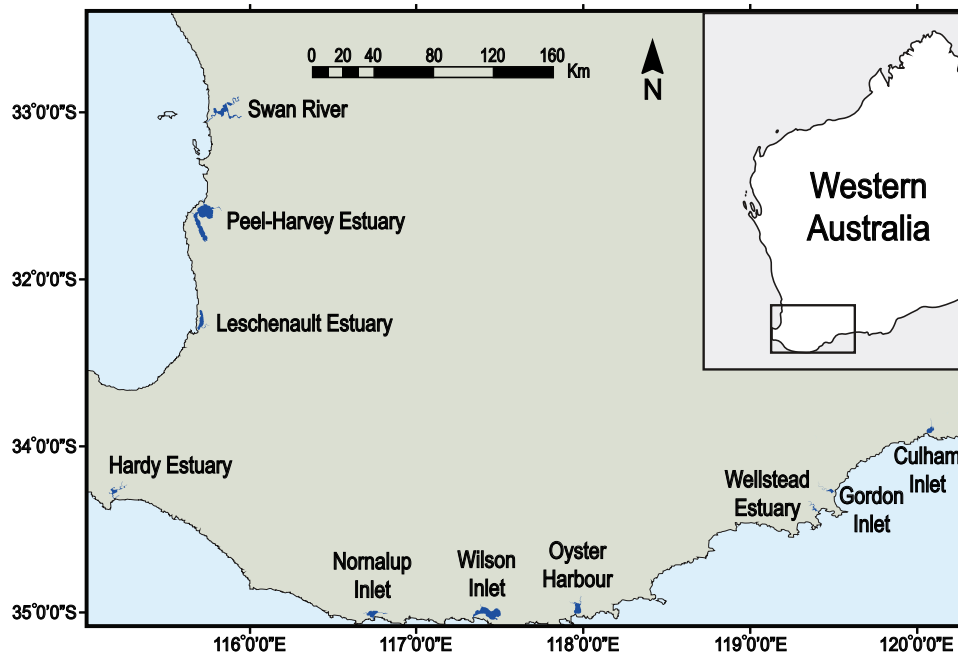 0 20 40 80 120 160
Km
N
33°0'0"S
Swan River
Western
Australia
Peel-Harvey Estuary
32°0'0"S
Leschenault Estuary
34°0'0"S
Hardy Estuary
Culham
Inlet
Wellstead
Estuary
Gordon
Inlet
Nornalup
Inlet
Wilson
Inlet
Oyster
Harbour
35°0'0"S
116°0'0"E
117°0'0"E
118°0'0"E
119°0'0"E
120°0'0"E